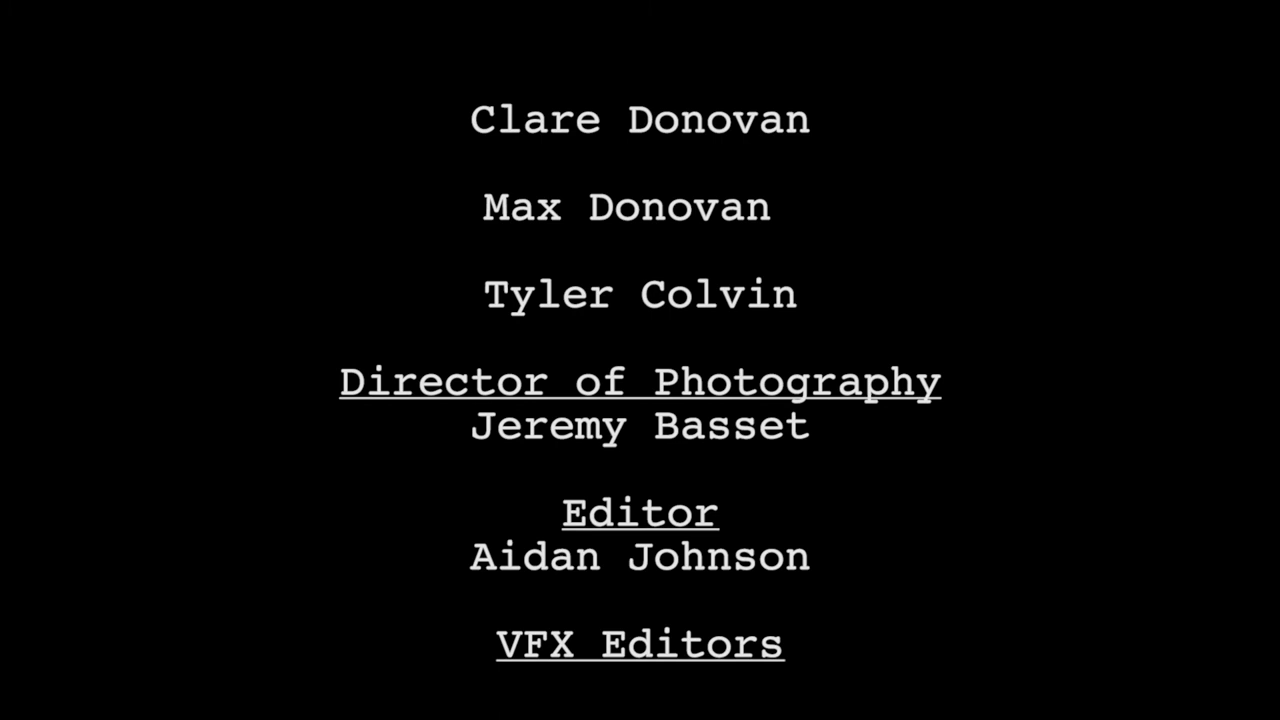 Clare Donovan
Max Donovan
Tyler Colvin
Director of Photography
Jeremy Basset
Editor
Aidan Johnson
VFX Editors